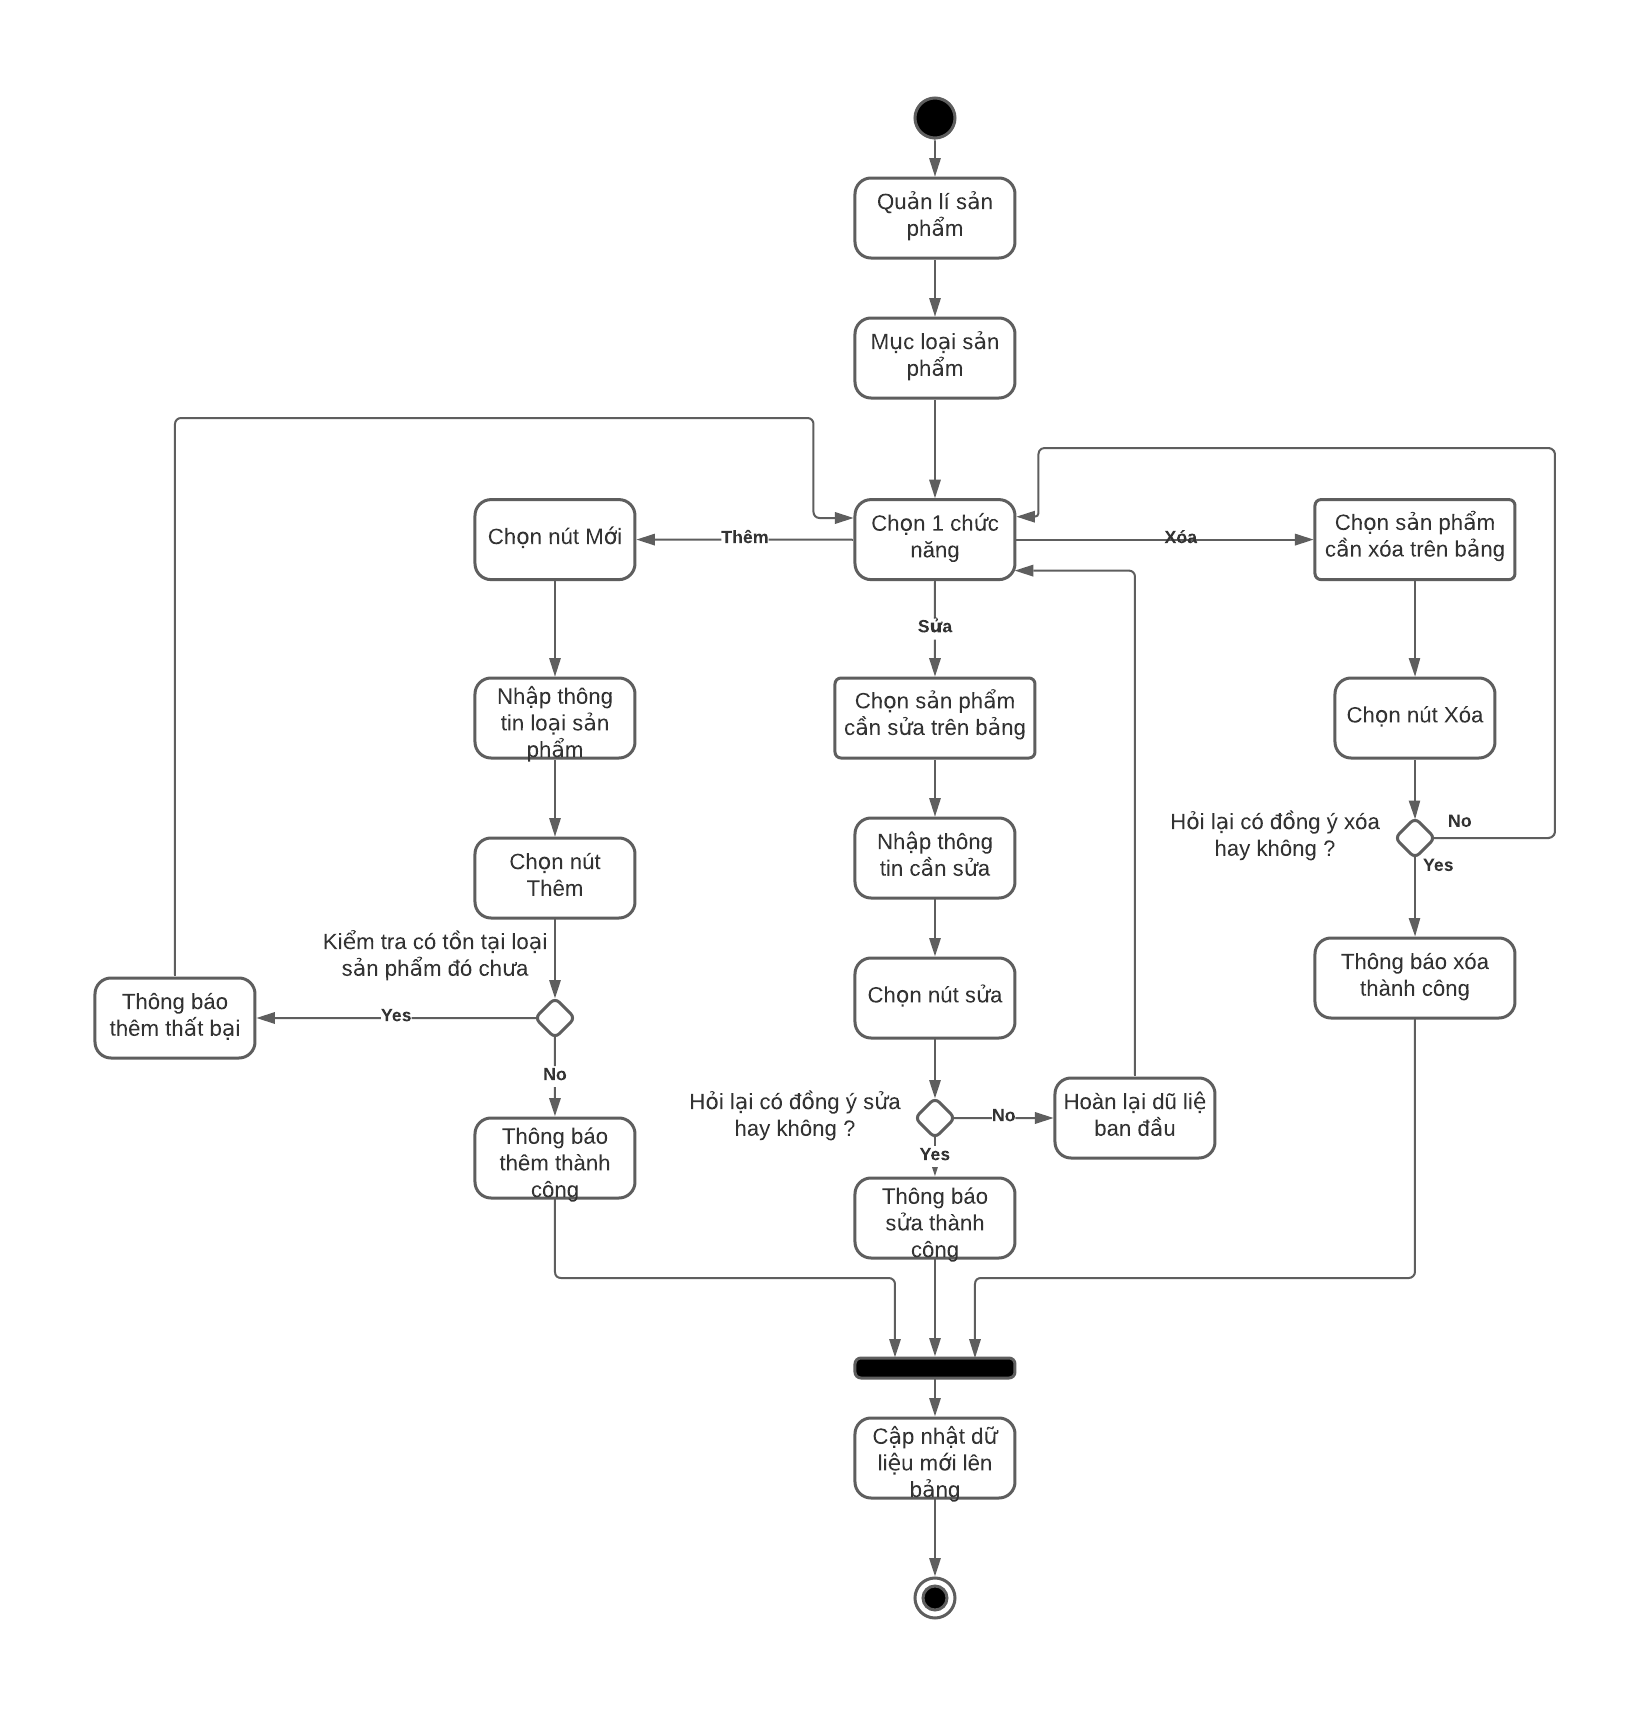 Quản lí sản
phẩm
Mục loại sản
phẩm
Chọn nút Mới
Thêm
Chọn 1 chức
năng
Xóa
Chọn sản phẩm
cần xóa trên bảng
Sửa
Nhập thông
tin loại sản
phẩm
Chọn sản phẩm
cần sửa trên bảng
Chọn nút Xóa
Chọn nút
Thêm
Nhập thông
tin cần sửa
Hỏi lại có đồng ý xóa
hay không ?
No
Yes
Kiểm tra có tồn tại loại
sản phẩm đó chưa
Thông báo
thêm thất bại
Yes
No
Chọn nút sửa
Thông báo xóa
thành công
Hỏi lại có đồng ý sửa
hay không ?
No
Yes
Hoàn lại dũ liệ
ban đầu
Thông báo
thêm thành
công
Thông báo
sửa thành
công
Cập nhật dữ
liệu mới lên
bảng